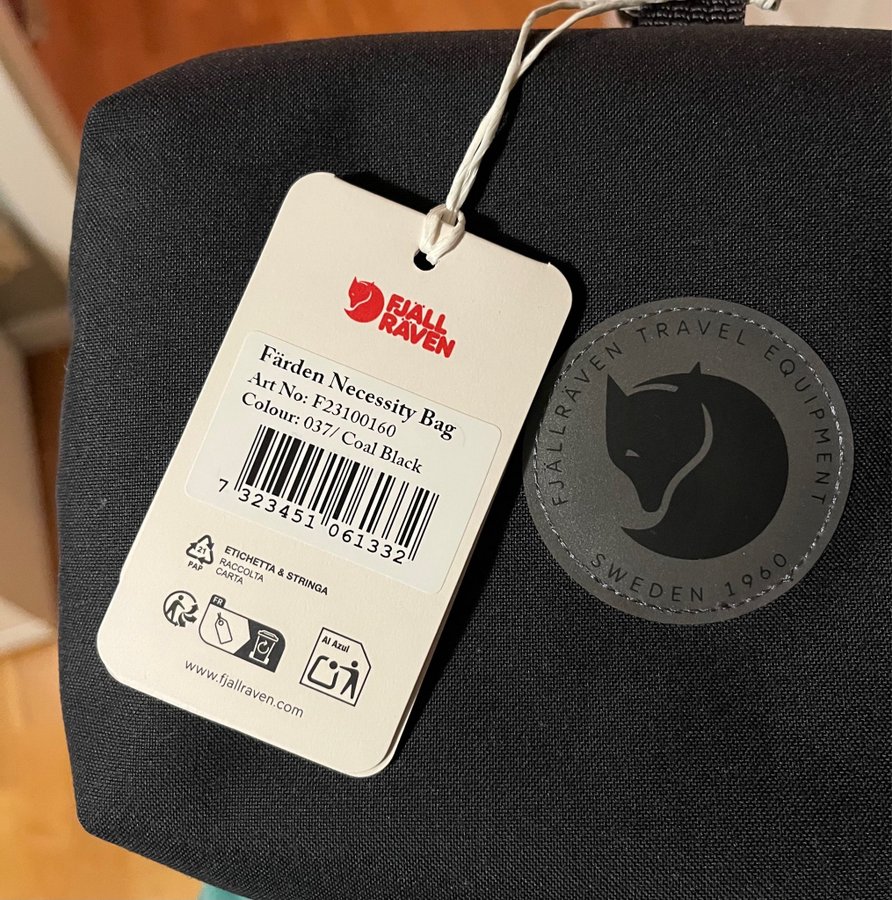 FJÄLL
RÄVEN
Färden Necessity Bag
Art No: F23100160
Colour: 037/ Coal Black
7 323451 061332
21
PAP
ETICHETTA & STRINGA
RACCOLTA
CARTA
FR
Al Azul
www.fjallraven.com
FJÄLLRÄVEN TRAVEL EQUIPMENT
SWEDEN 1960